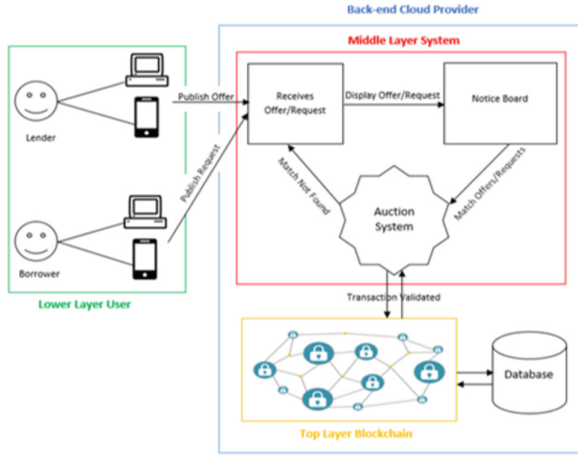 Back-end Cloud Provider
Middle Layer System
Receives
Offer/Request
Display Offer/Request
Notice Board
Publish Offer
Lender
Publish Request
Match Not Found
Match Offers/Requests
Auction
System
Borrower
Lower Layer User
Transaction Validated
Database
Top Layer Blockchain